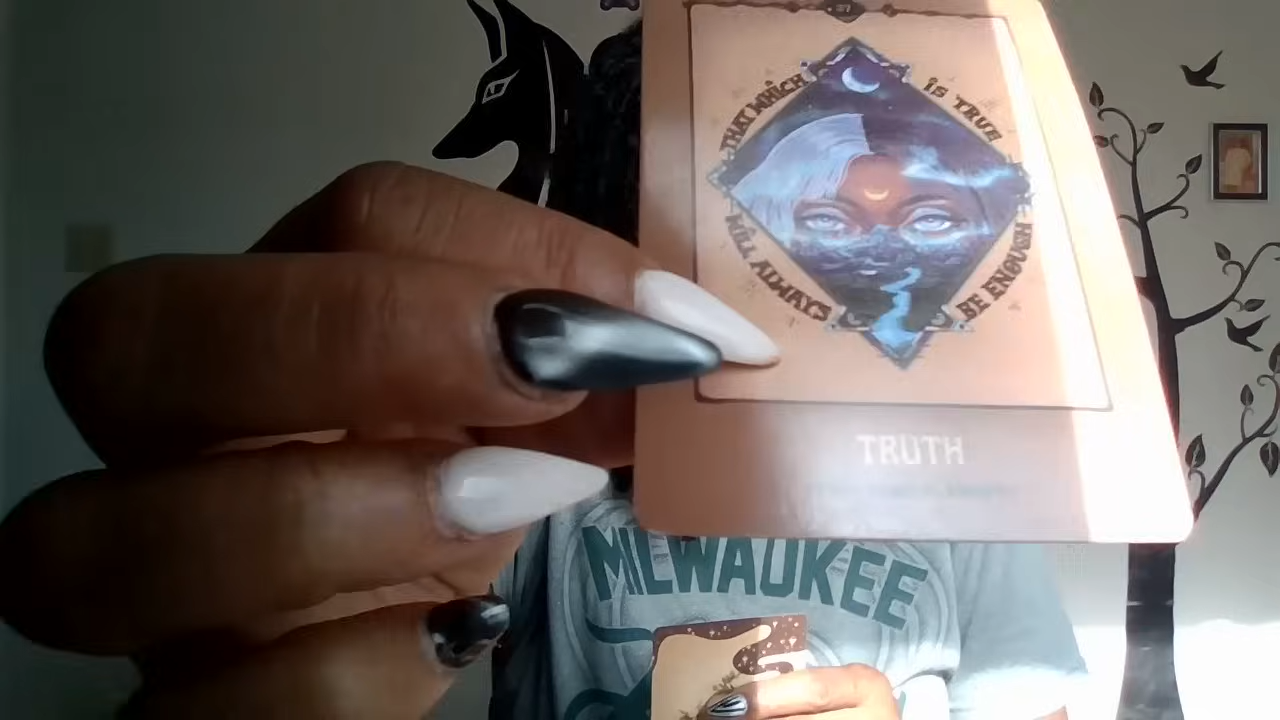 THAT WHICH
IS TRUE
WILL ALWAYS
BE ENOUGH
TRUTH
MILWAUKEE